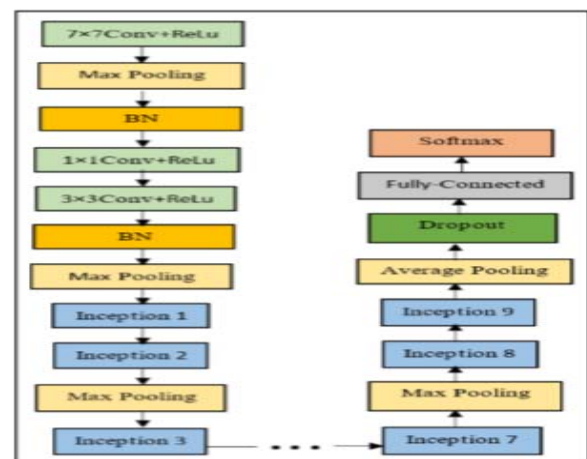 7×7Conv+ReLu
Max Pooling
BN
1×1Conv+ReLu
3×3Conv+ReLu
BN
Max Pooling
Inception 1
Inception 2
Max Pooling
Inception 3
...
Inception 7
Max Pooling
Inception 8
Inception 9
Average Pooling
Dropout
Fully-Connected
Softmax